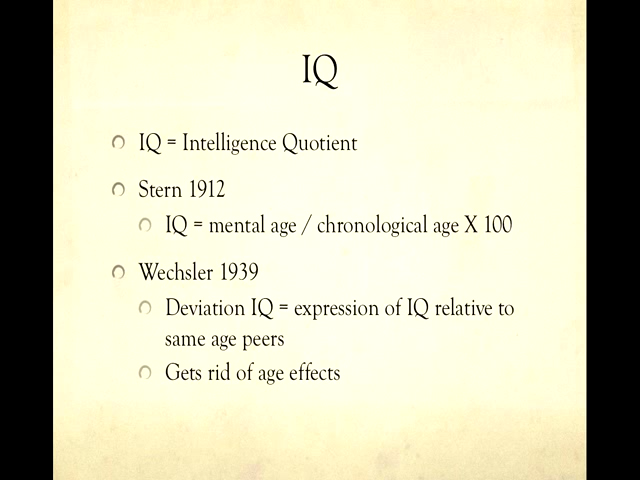 IQ
IQ = Intelligence Quotient
Stern 1912
IQ = mental age / chronological age X 100
Wechsler 1939
Deviation IQ = expression of IQ relative to
same age peers
Gets rid of age effects